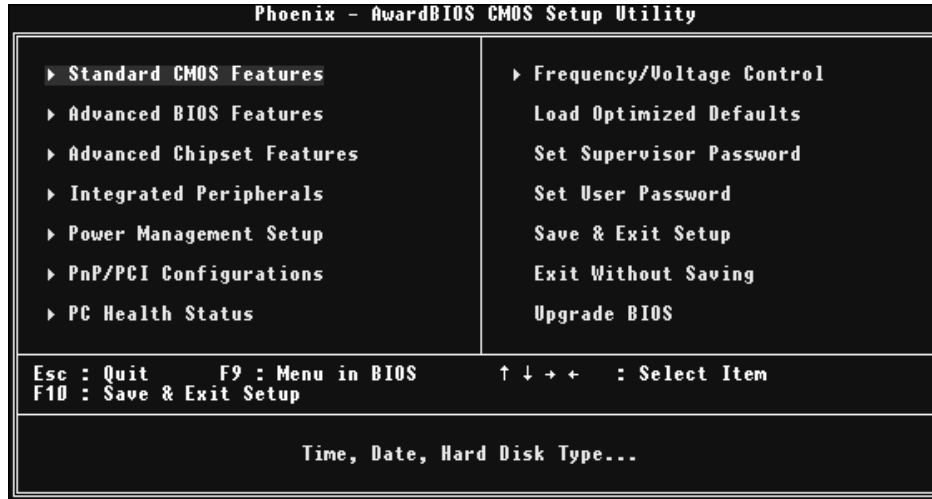 Phoenix - AwardBIOS CMOS Setup Utility
▸ Standard CMOS Features
▸ Advanced BIOS Features
▸ Advanced Chipset Features
▸ Integrated Peripherals
▸ Power Management Setup
▸ PnP/PCI Configurations
▸ PC Health Status
▸ Frequency/Voltage Control
Load Optimized Defaults
Set Supervisor Password
Set User Password
Save & Exit Setup
Exit Without Saving
Upgrade BIOS
Esc : Quit F9 : Menu in BIOS ↑ ↓ → ← : Select Item
F10 : Save & Exit Setup
Time, Date, Hard Disk Type...